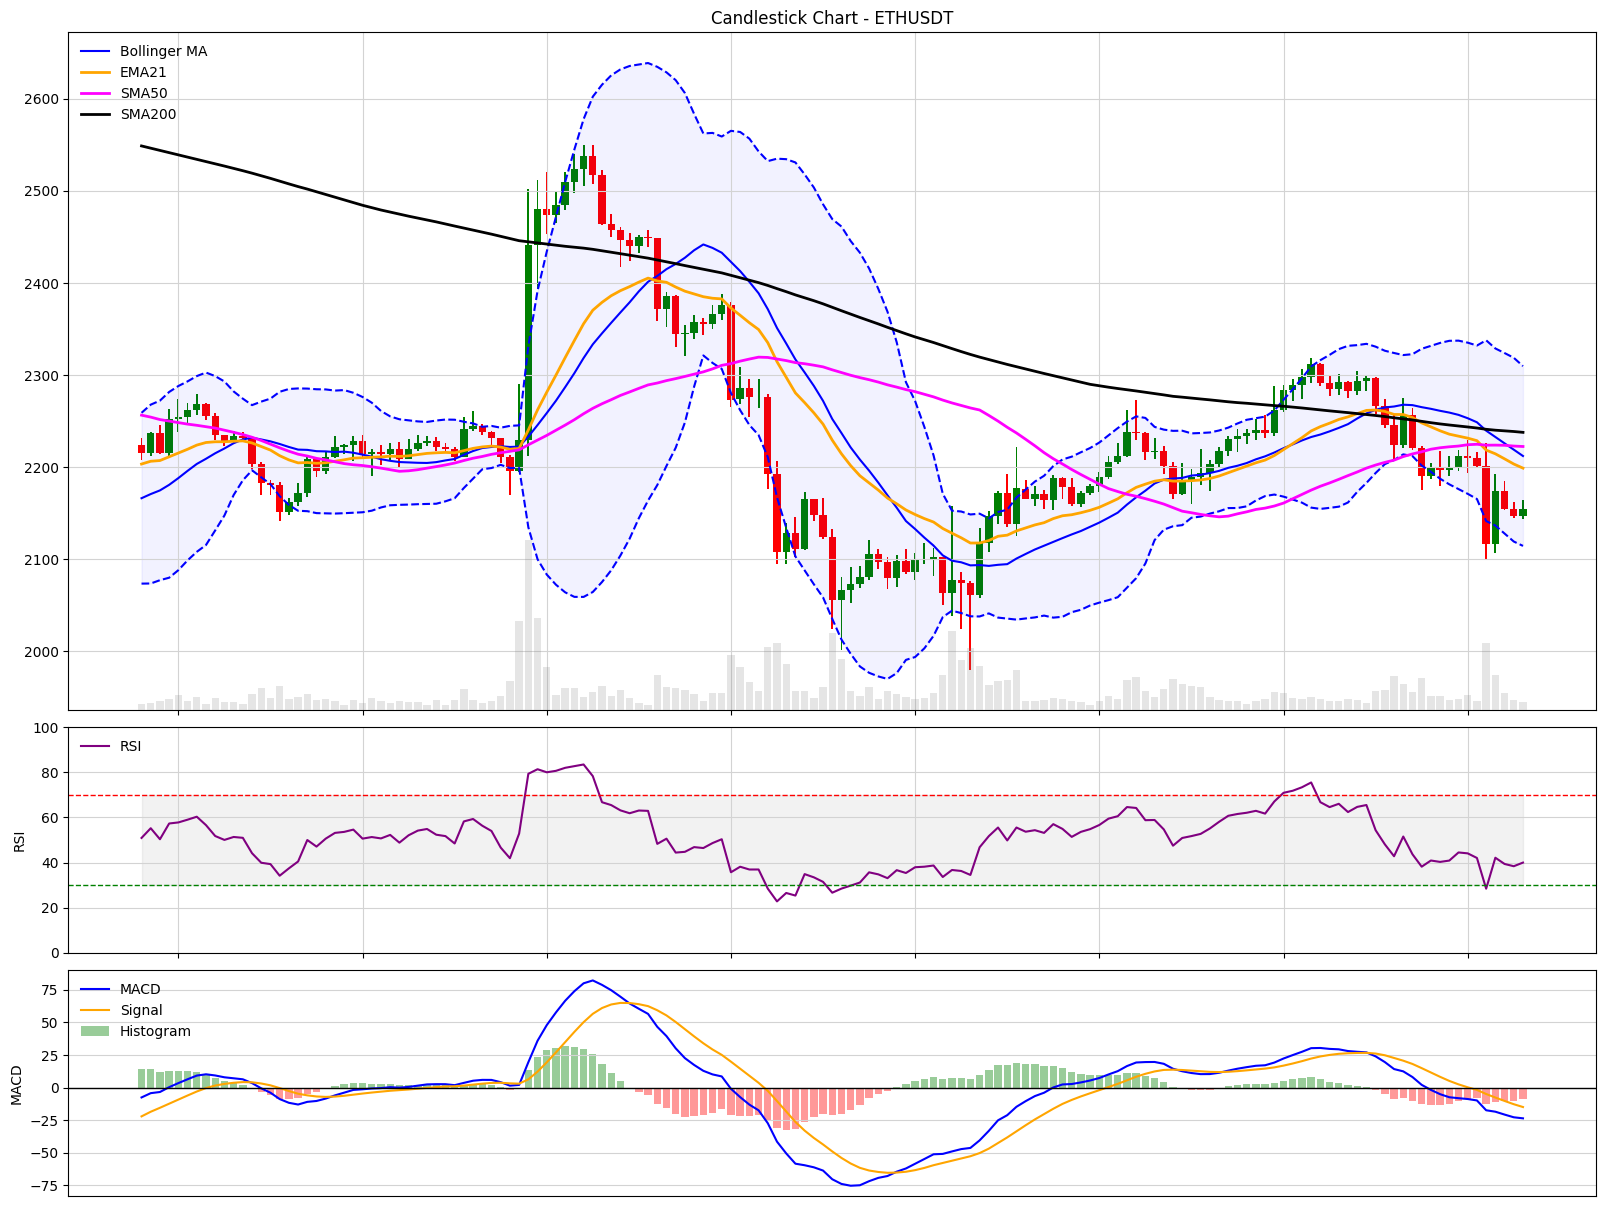 Candlestick Chart - ETHUSDT
Bollinger MA
EMA21
SMA50
SMA200
2600
2500
2400
2300
2200
2100
2000
RSI
100
80
60
40
20
0
RSI
MACD
Signal
Histogram
75
50
25
0
−25
−50
−75
MACD